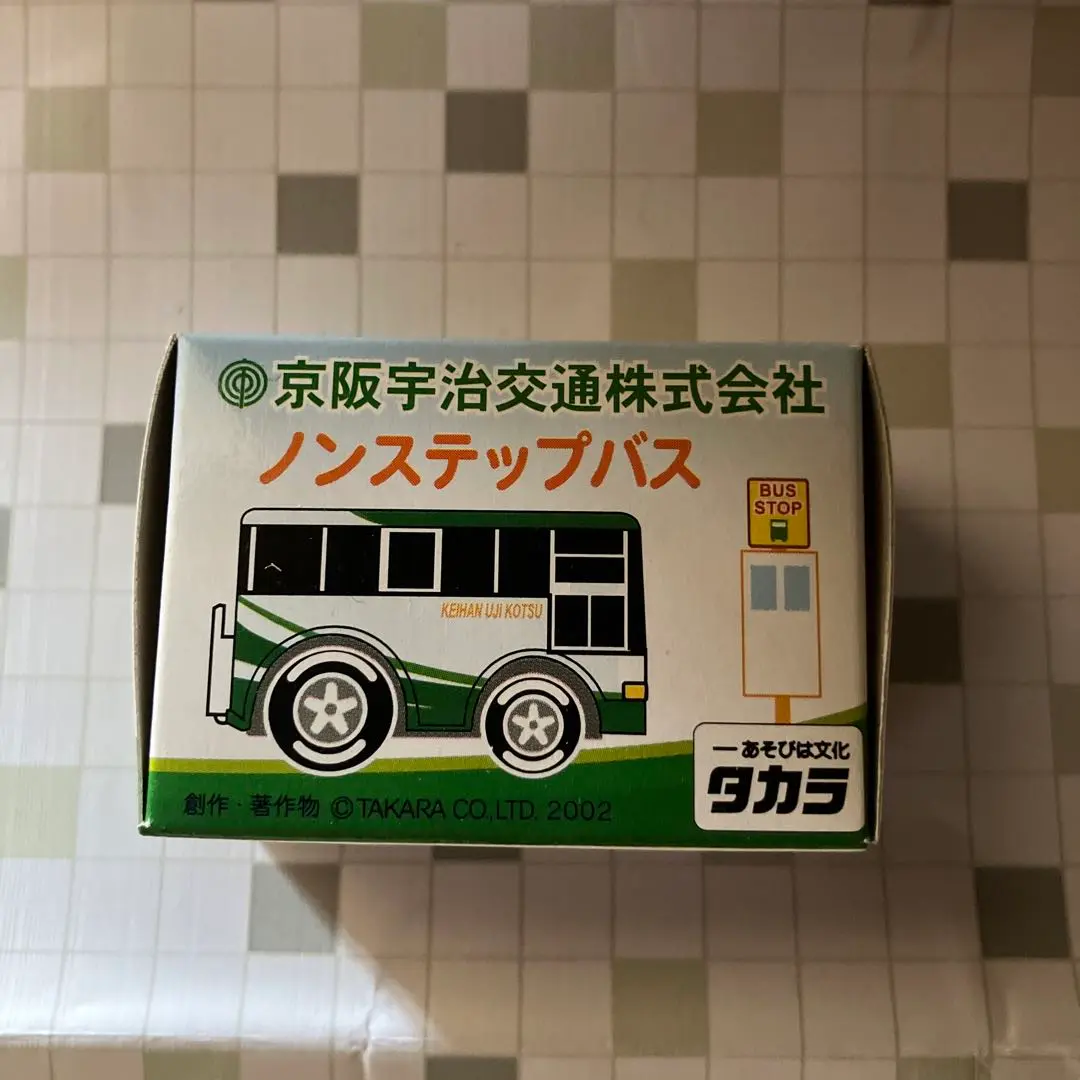 京阪宇治交通株式会社
ノンステップバス
BUS
STOP
KEIHAN UJI KOTSU
ーあそびは文化
タカラ
創作・著作物 ©TAKARA CO.,LTD. 2002